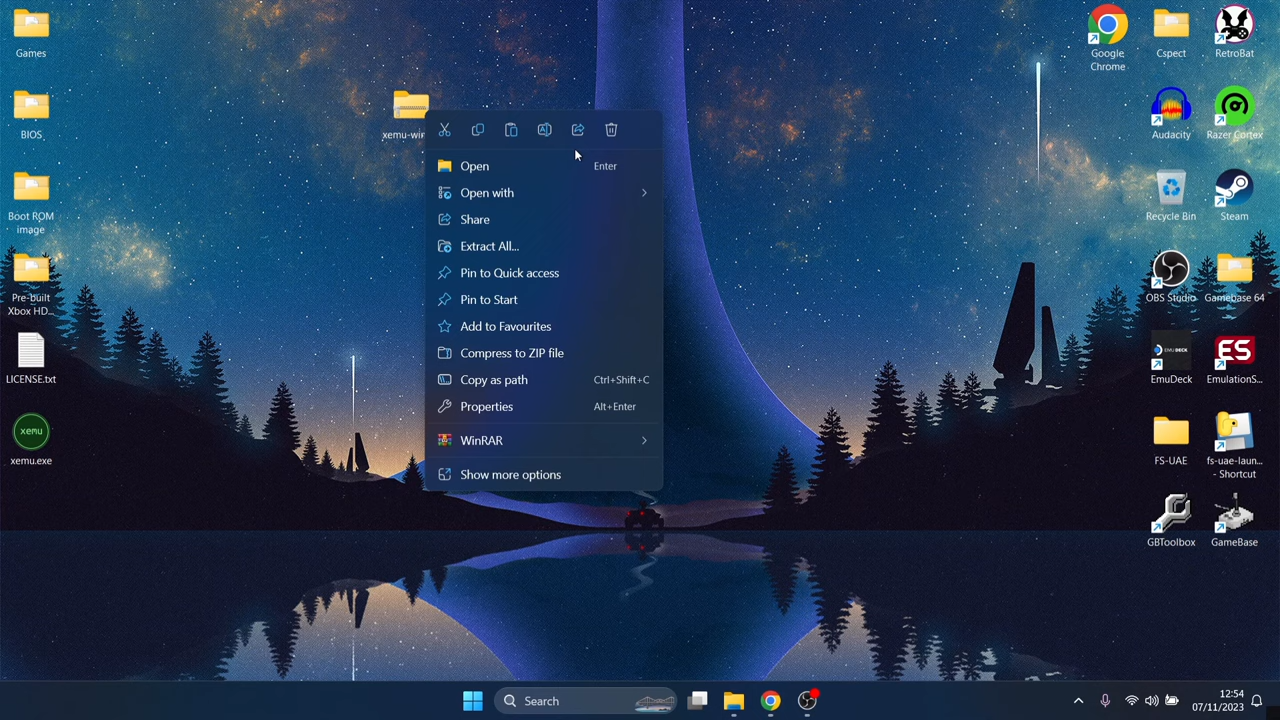 Games
BIOS
Boot ROM
image
Pre-built
Xbox HD...
LICENSE.txt
xemu
xemu.exe
xemu-win
Open
Enter
Open with
Share
Extract All...
Pin to Quick access
Pin to Start
Add to Favourites
Compress to ZIP file
Copy as path
Ctrl+Shift+C
Properties
Alt+Enter
WinRAR
Show more options
Google
Chrome
Cspect
RetroBat
Audacity
Razer Cortex
Recycle Bin
Steam
OBS Studio
Gamebase 64
EMUDECK
EmuDeck
ES
EmulationS...
FS-UAE
fs-uae-laun...
- Shortcut
GBToolbox
GameBase
Search
12:54
07/11/2023